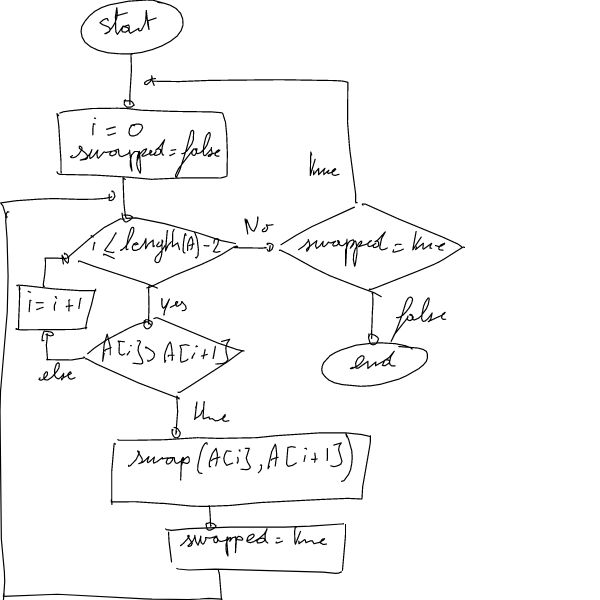 start
i = 0
swapped = false
true
i ≤ length(A) - 2
No
swapped = true
i = i + 1
yes
false
A[i] > A[i+1]
else
end
true
swap(A[i], A[i+1])
swapped = true